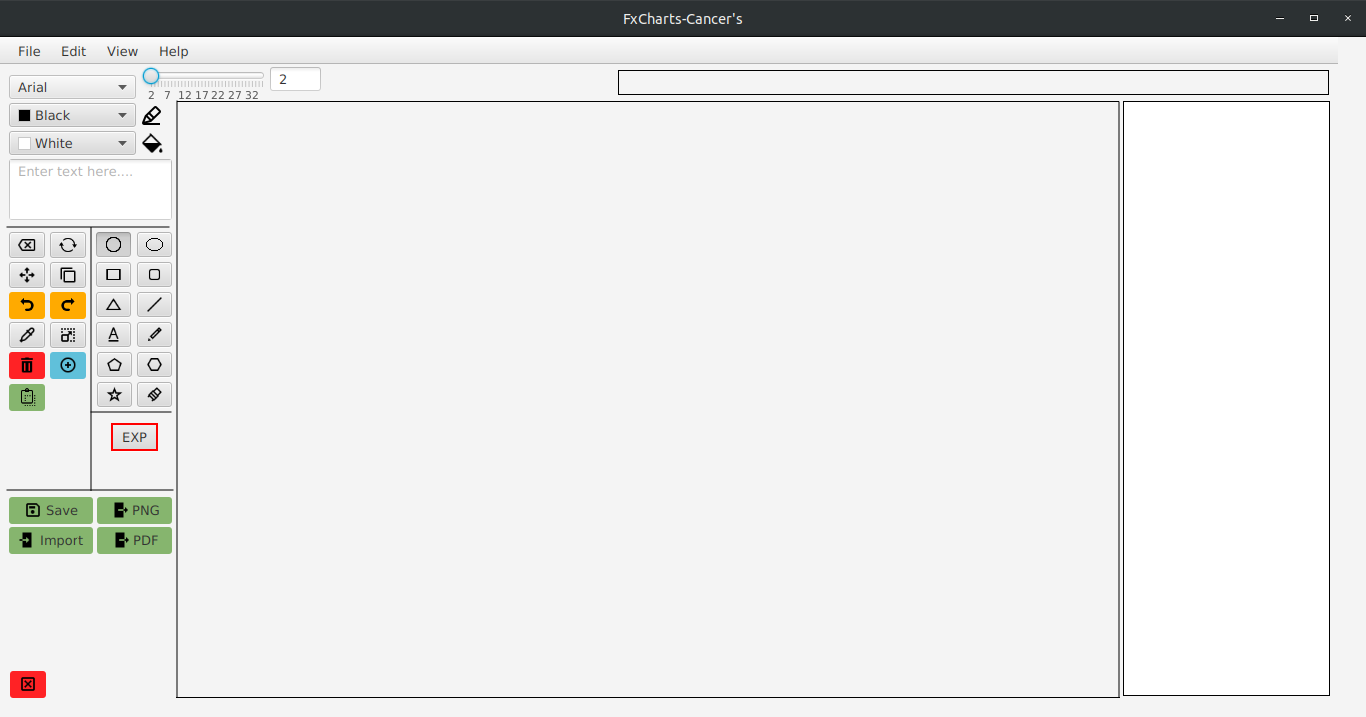 FxCharts-Cancer's
File Edit View Help
Arial
2
2 7 12 17 22 27 32
Black
White
Enter text here....
A
EXP
Save PNG
Import PDF